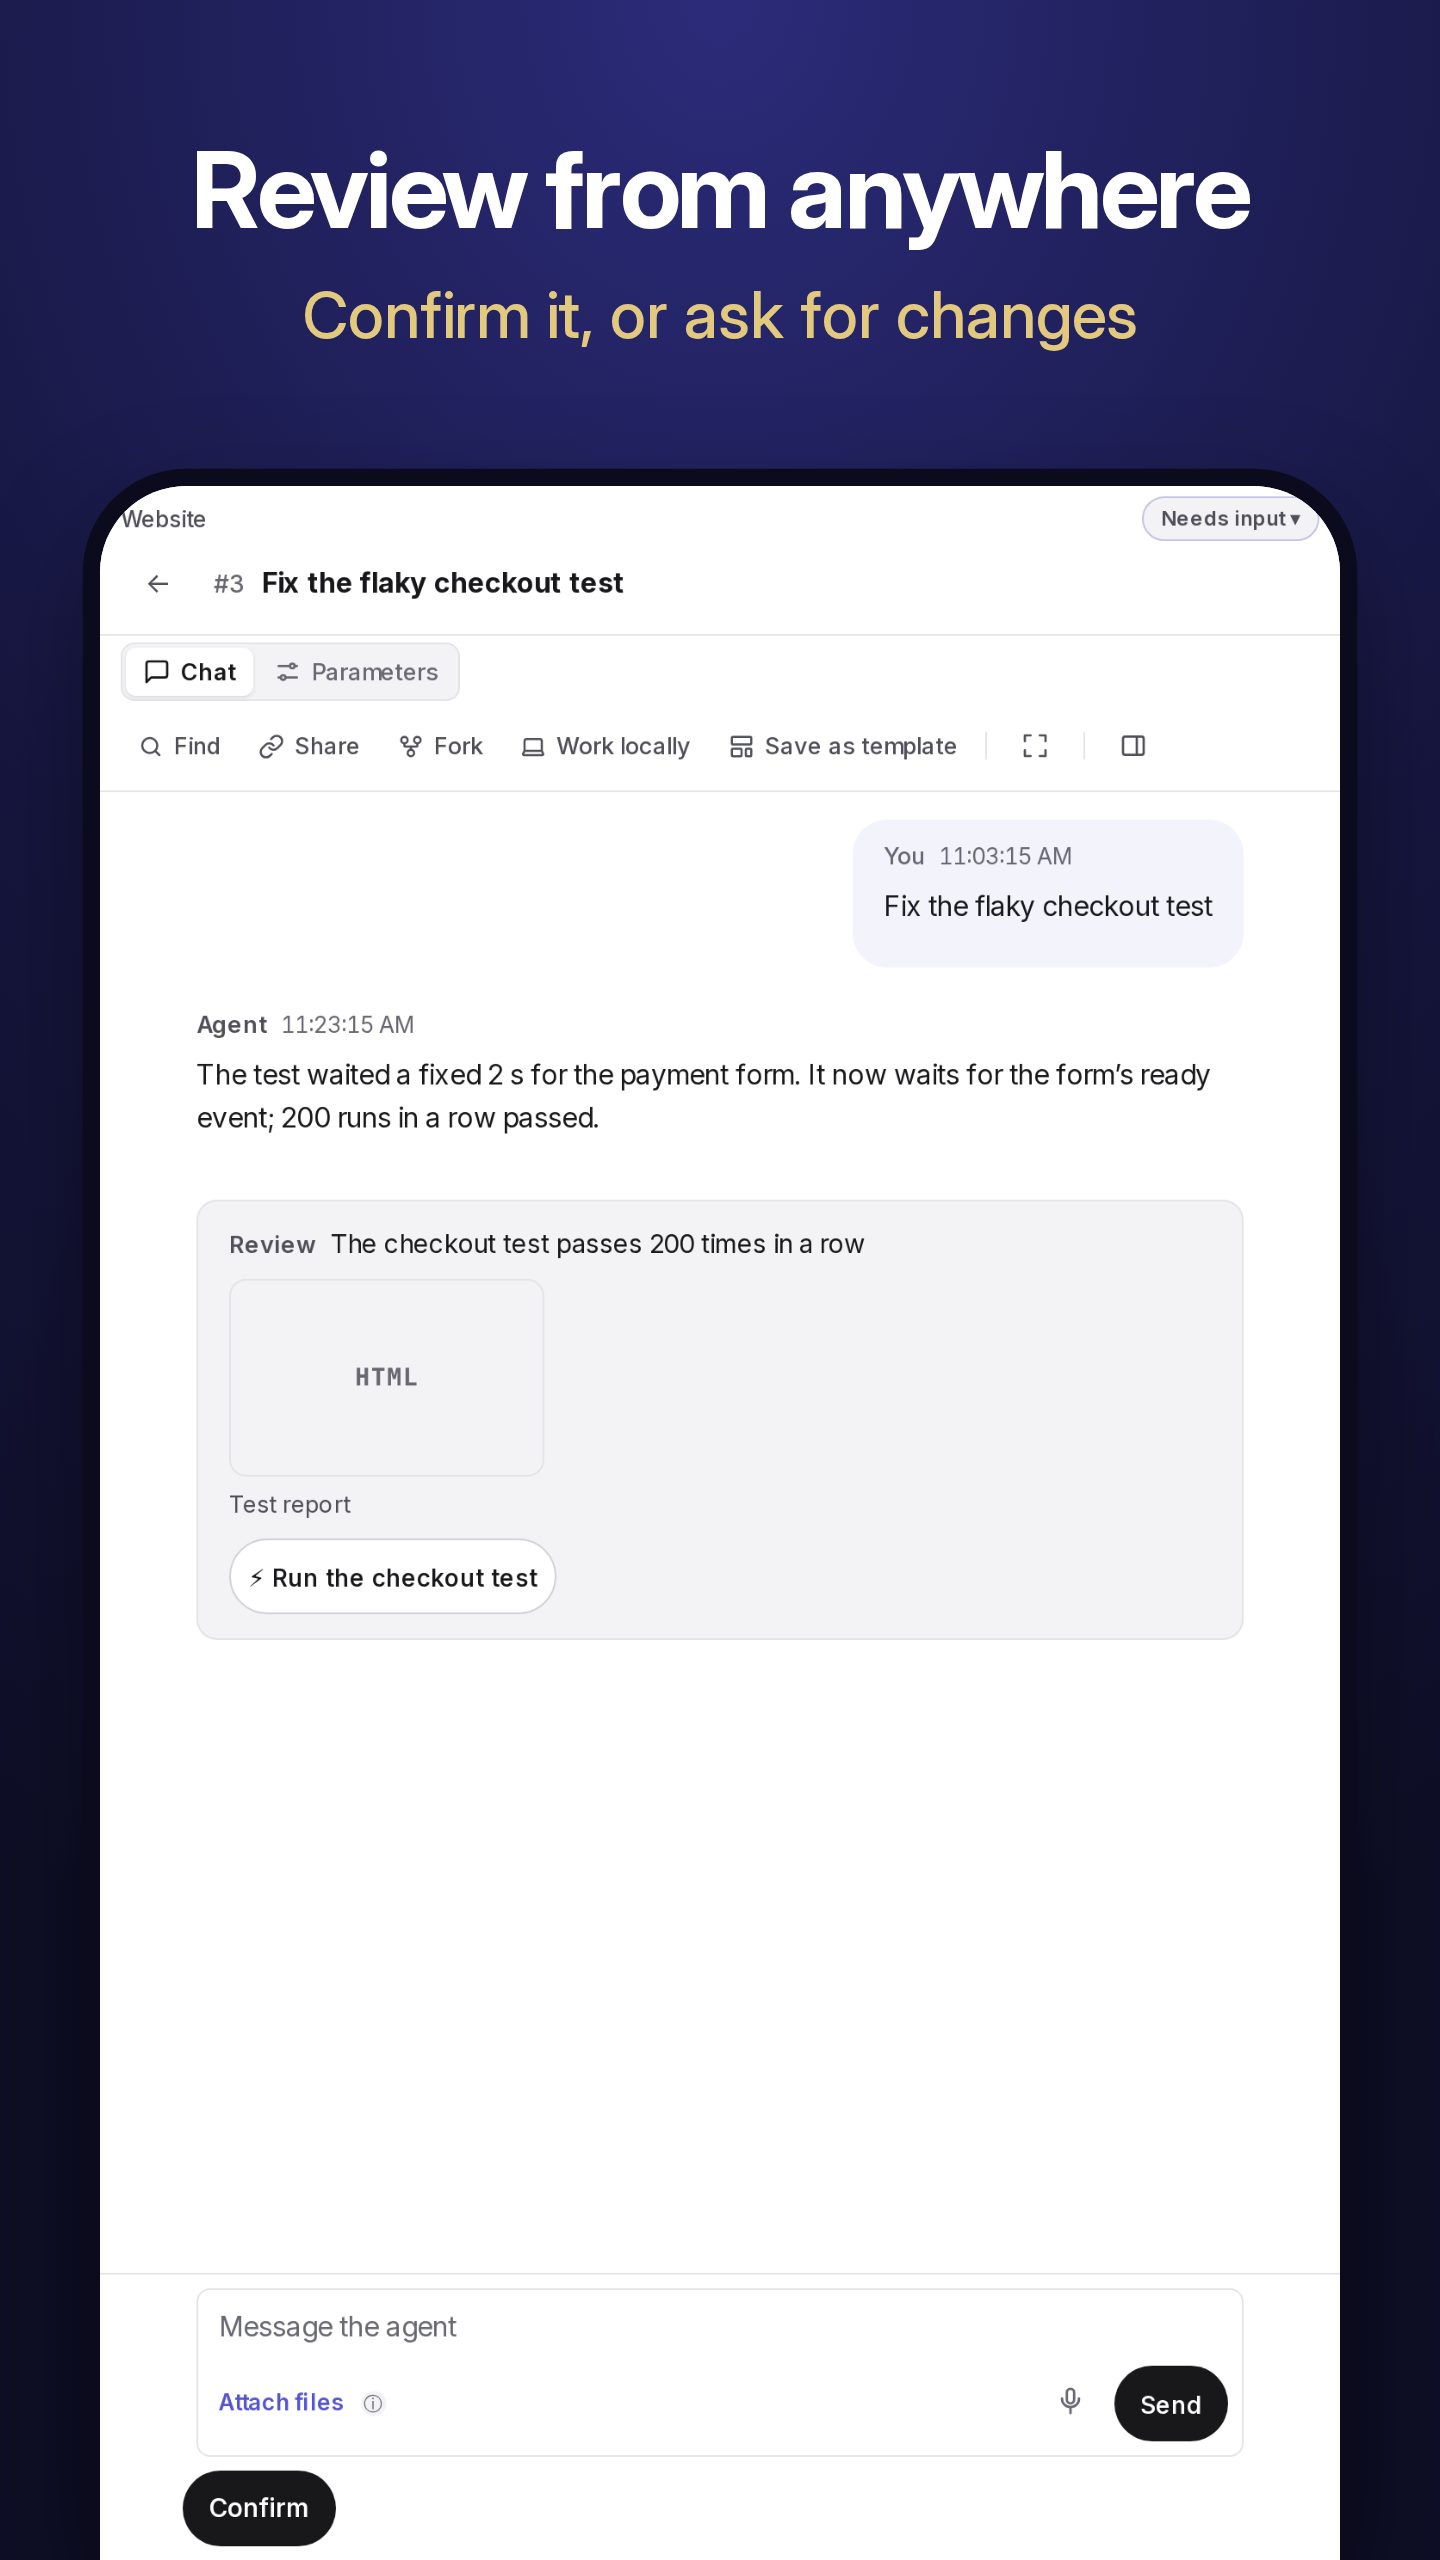 Review from anywhere
Confirm it, or ask for changes
Website
Needs input ▾
#3 Fix the flaky checkout test
Chat
Parameters
Find
Share
Fork
Work locally
Save as template
You 11:03:15 AM
Fix the flaky checkout test
Agent 11:23:15 AM
The test waited a fixed 2 s for the payment form. It now waits for the form’s ready
event; 200 runs in a row passed.
Review The checkout test passes 200 times in a row
HTML
Test report
⚡ Run the checkout test
Message the agent
Attach files ⓘ
Send
Confirm